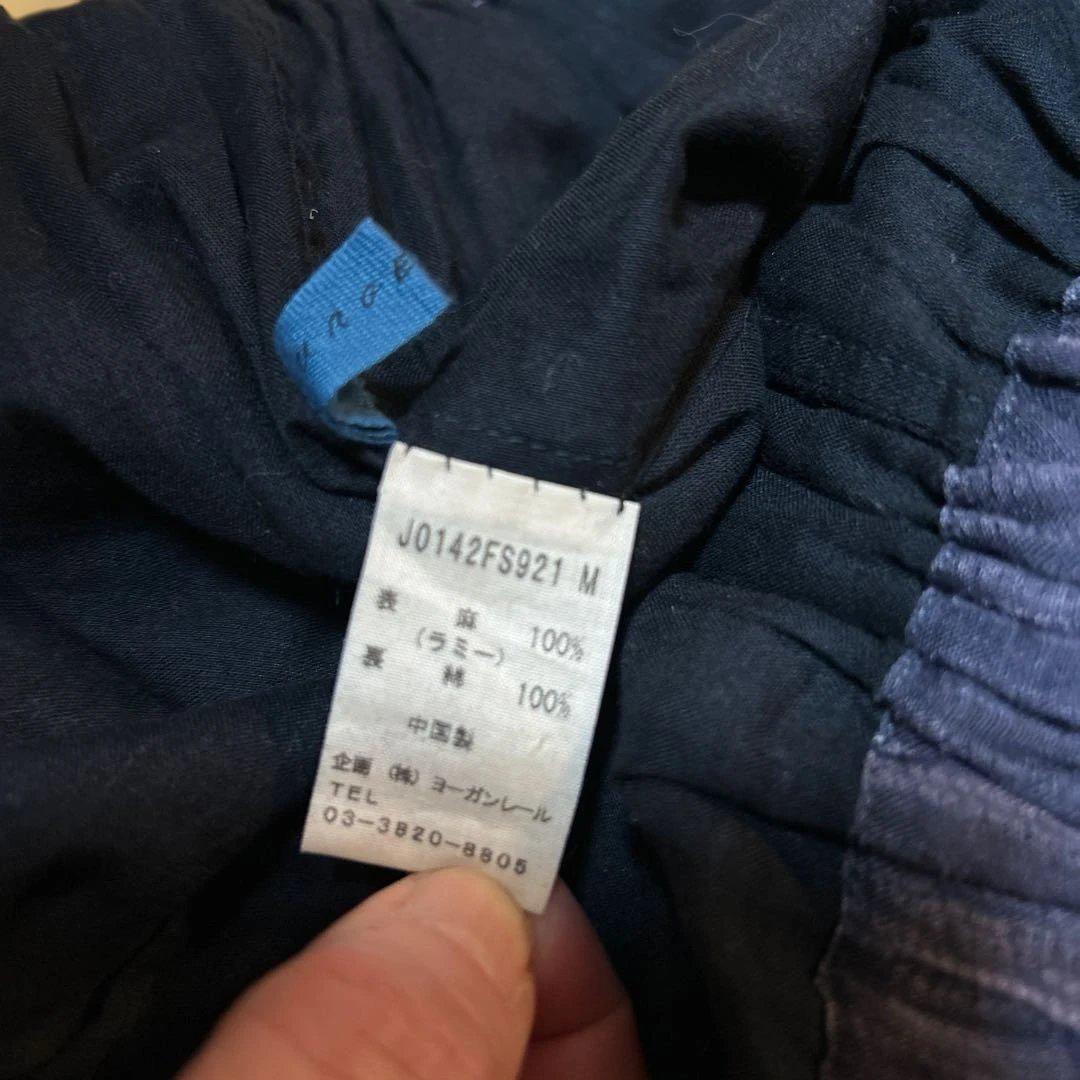 J0142FS921 M
表 麻 100%
(ラミー)
裏 綿 100%
中国製
企画 (株) ヨーガンレール
TEL
03-3820-8805